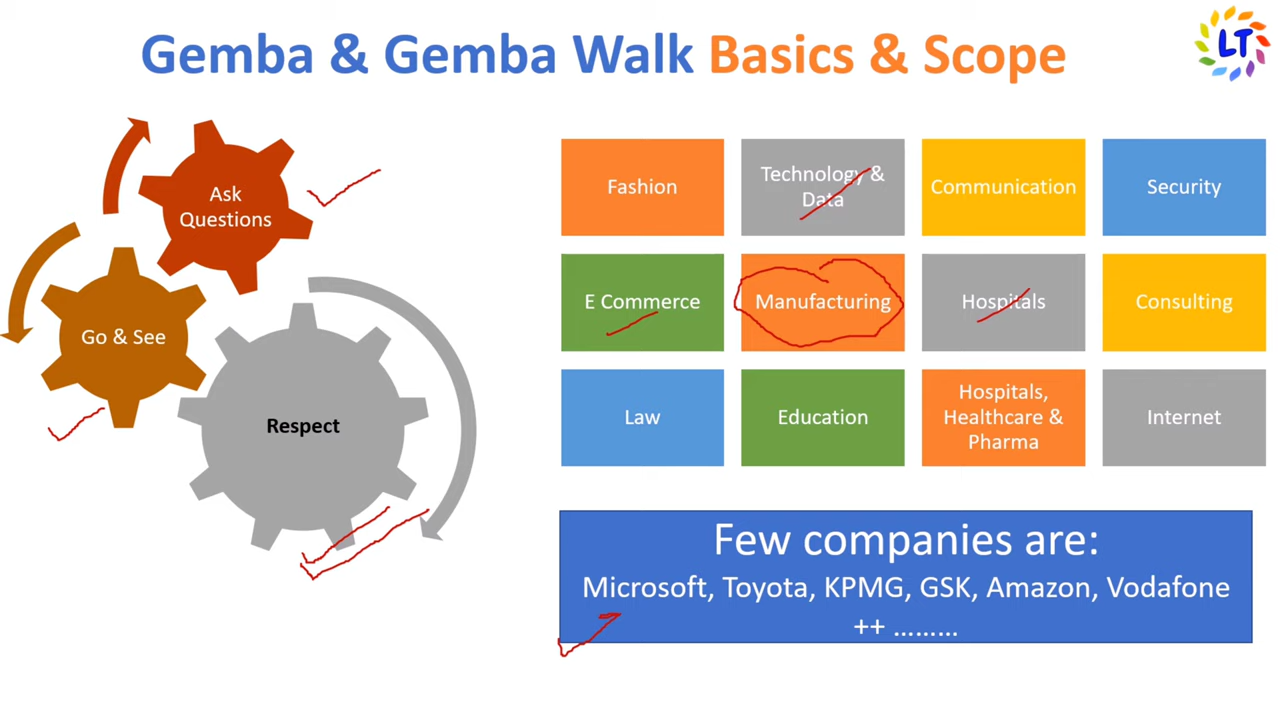 Gemba & Gemba Walk Basics & Scope
LT
Ask
Questions
Go & See
Respect
Fashion
Technology &
Data
Communication
Security
E Commerce
Manufacturing
Hospitals
Consulting
Law
Education
Hospitals,
Healthcare &
Pharma
Internet
Few companies are:
Microsoft, Toyota, KPMG, GSK, Amazon, Vodafone
++ .........